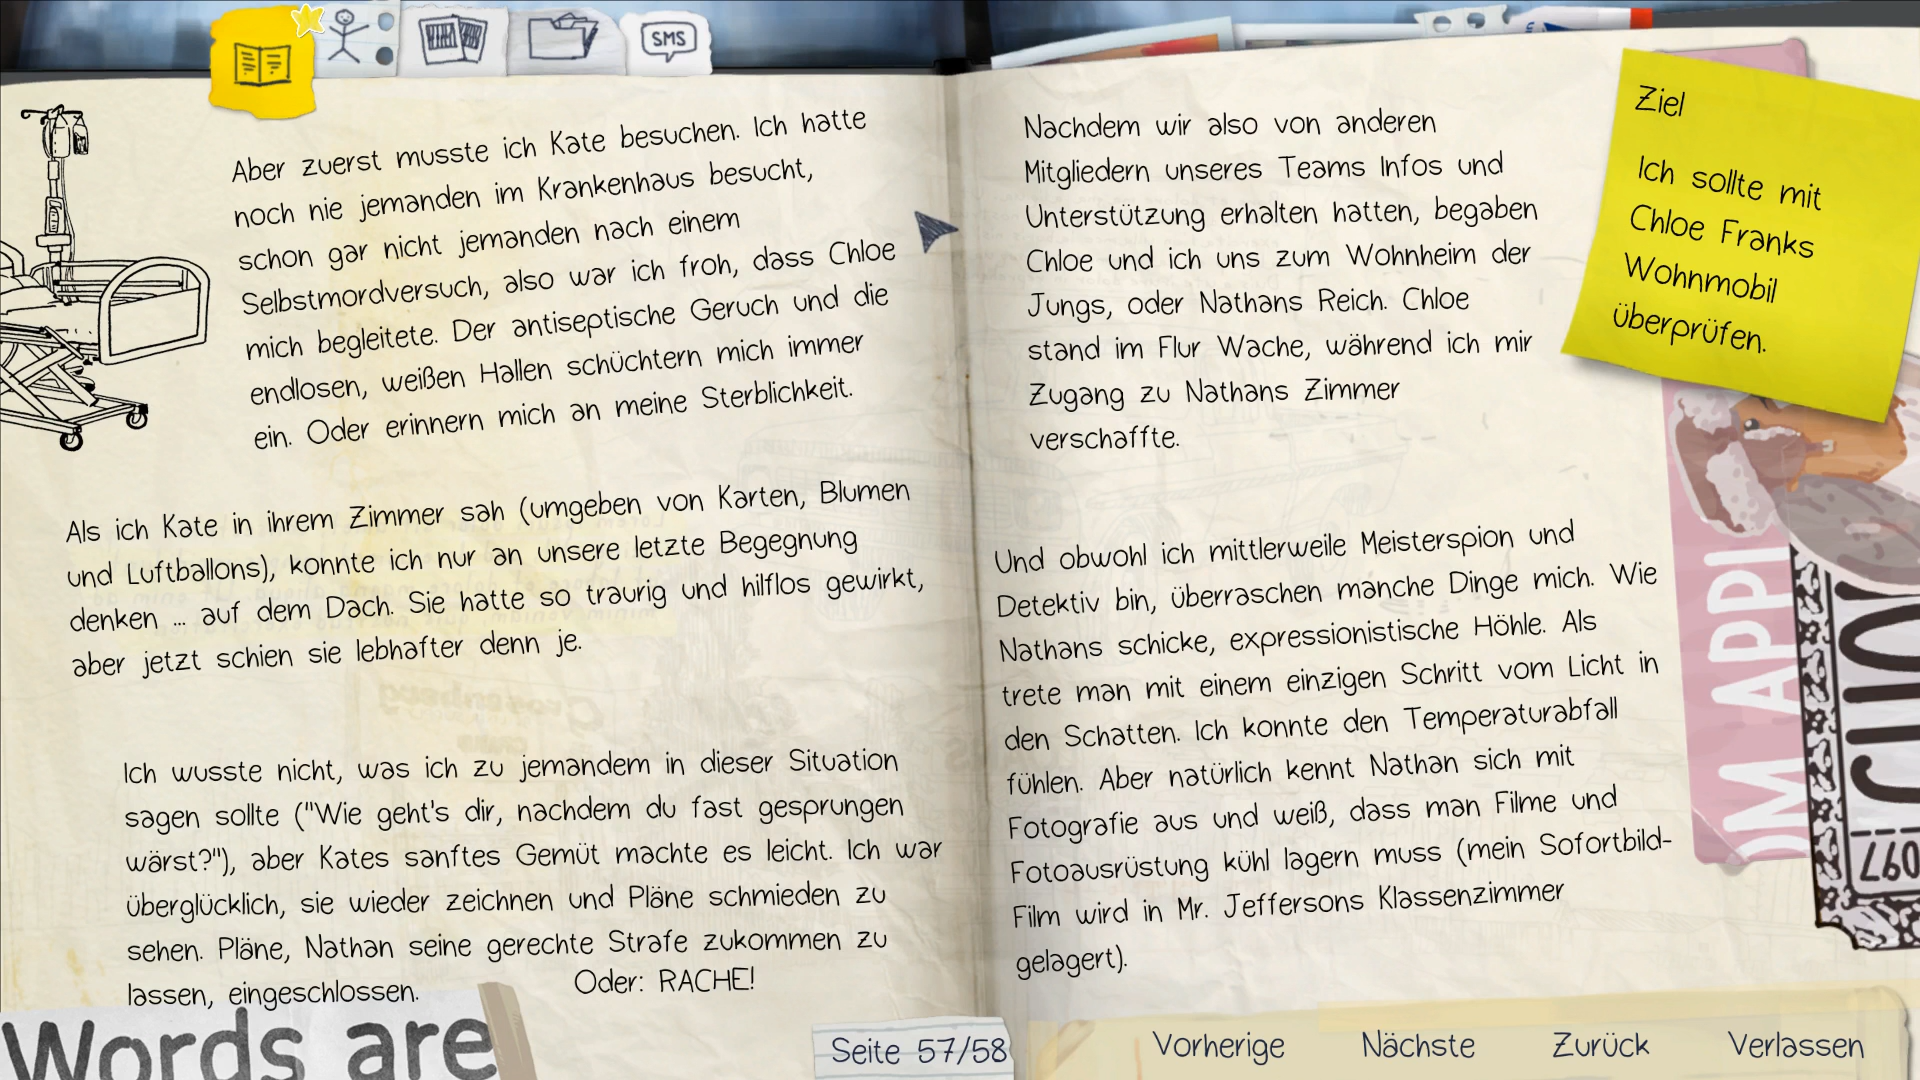 SMS
Aber zuerst musste ich Kate besuchen. Ich hatte
noch nie jemanden im Krankenhaus besucht,
schon gar nicht jemanden nach einem
Selbstmordversuch, also war ich froh, dass Chloe
mich begleitete. Der antiseptische Geruch und die
endlosen, weißen Hallen schüchtern mich immer
ein. Oder erinnern mich an meine Sterblichkeit.
Als ich Kate in ihrem Zimmer sah (umgeben von Karten, Blumen
und Luftballons), konnte ich nur an unsere letzte Begegnung
denken ... auf dem Dach. Sie hatte so traurig und hilflos gewirkt,
aber jetzt schien sie lebhafter denn je.
Ich wusste nicht, was ich zu jemandem in dieser Situation
sagen sollte ("Wie geht's dir, nachdem du fast gesprungen
wärst?"), aber Kates sanftes Gemüt machte es leicht. Ich war
überglücklich, sie wieder zeichnen und Pläne schmieden zu
sehen. Pläne, Nathan seine gerechte Strafe zukommen zu
lassen, eingeschlossen.
Oder: RACHE!
Words are
Nachdem wir also von anderen
Mitgliedern unseres Teams Infos und
Unterstützung erhalten hatten, begaben
Chloe und ich uns zum Wohnheim der
Jungs, oder Nathans Reich. Chloe
stand im Flur Wache, während ich mir
Zugang zu Nathans Zimmer
verschaffte.
Und obwohl ich mittlerweile Meisterspion und
Detektiv bin, überraschen manche Dinge mich. Wie
Nathans schicke, expressionistische Höhle. Als
trete man mit einem einzigen Schritt vom Licht in
den Schatten. Ich konnte den Temperaturabfall
fühlen. Aber natürlich kennt Nathan sich mit
Fotografie aus und weiß, dass man Filme und
Fotoausrüstung kühl lagern muss (mein Sofortbild-
Film wird in Mr. Jeffersons Klassenzimmer
gelagert).
Ziel
Ich sollte mit
Chloe Franks
Wohnmobil
überprüfen.
OM APPI
Seite 57/58
Vorherige
Nächste
Zurück
Verlassen